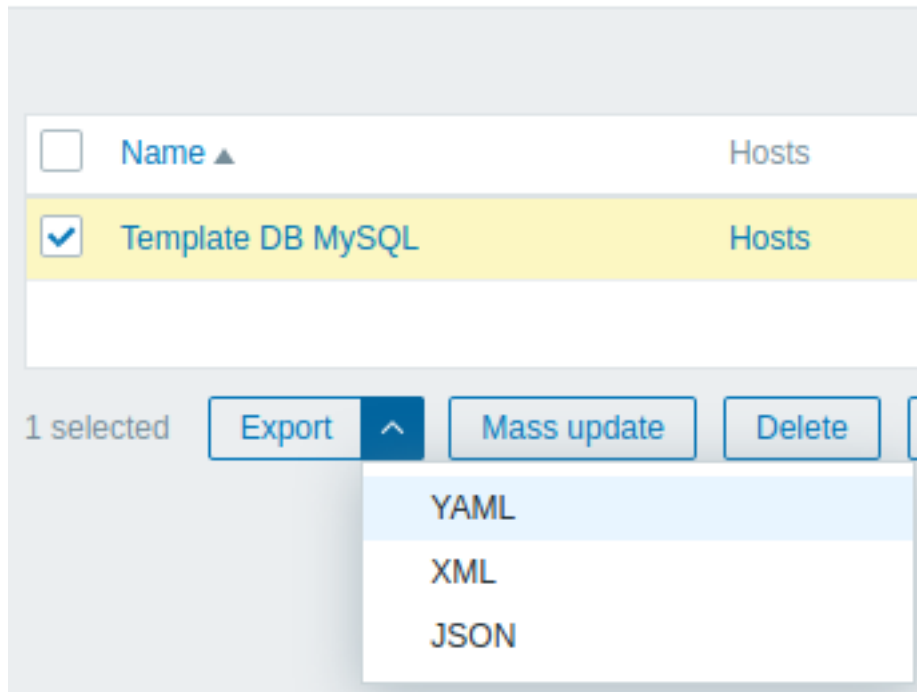 Name Hosts
Template DB MySQL Hosts
1 selected Export Mass update Delete
YAML
XML
JSON